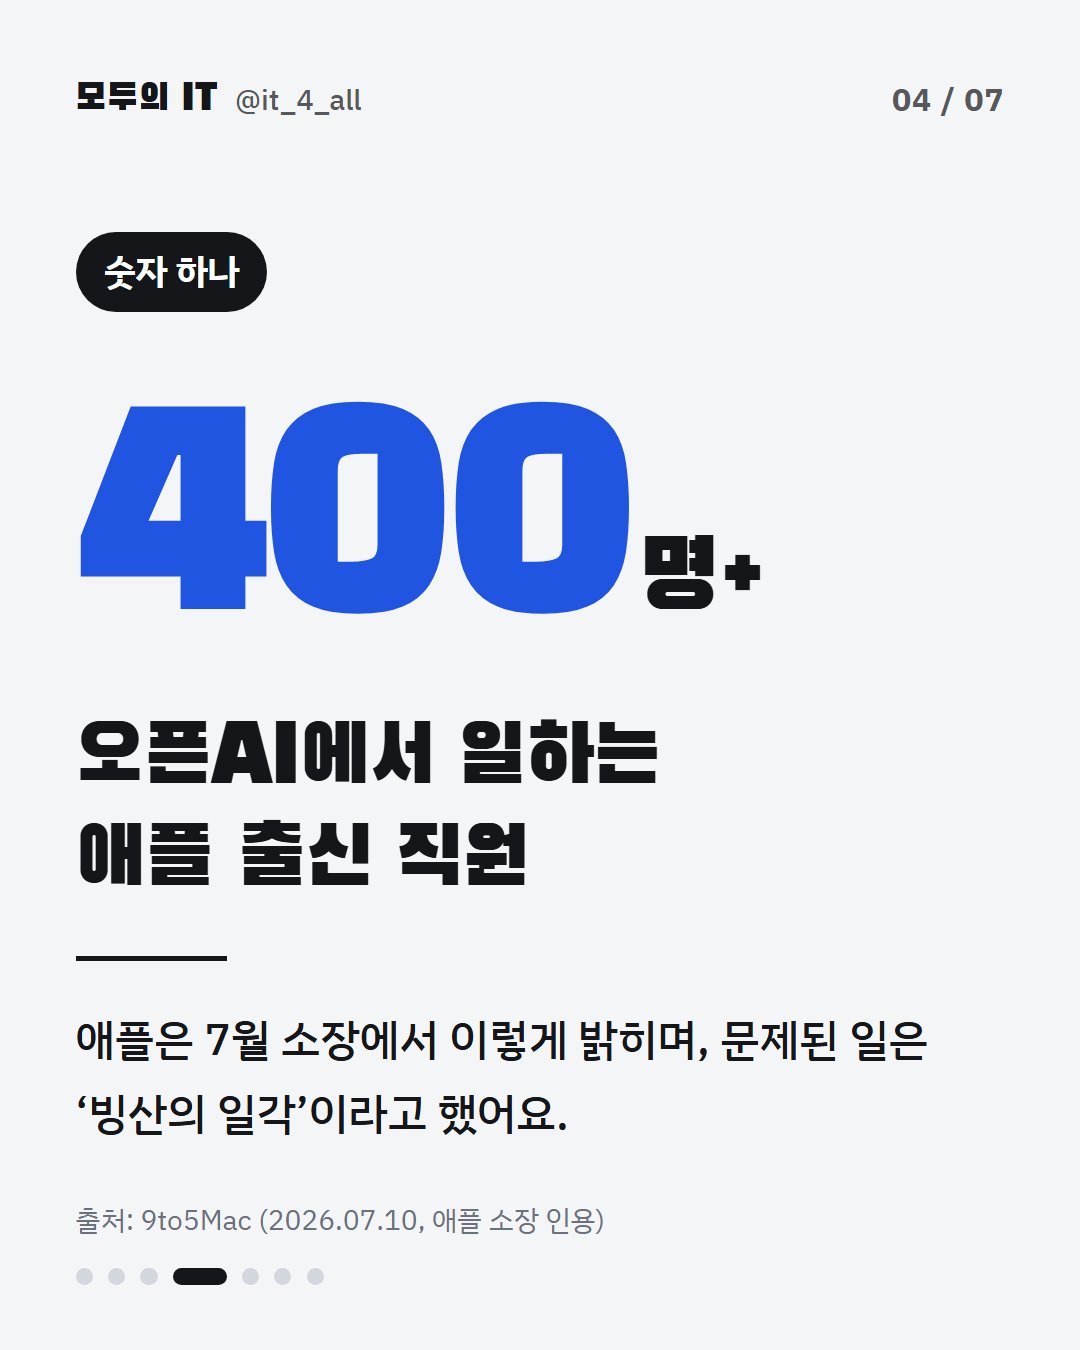 모두의 IT @it_4_all
04 / 07
숫자 하나
400명+
오픈AI에서 일하는
애플 출신 직원
애플은 7월 소장에서 이렇게 밝히며, 문제된 일은
‘빙산의 일각’이라고 했어요.
출처: 9to5Mac (2026.07.10, 애플 소장 인용)